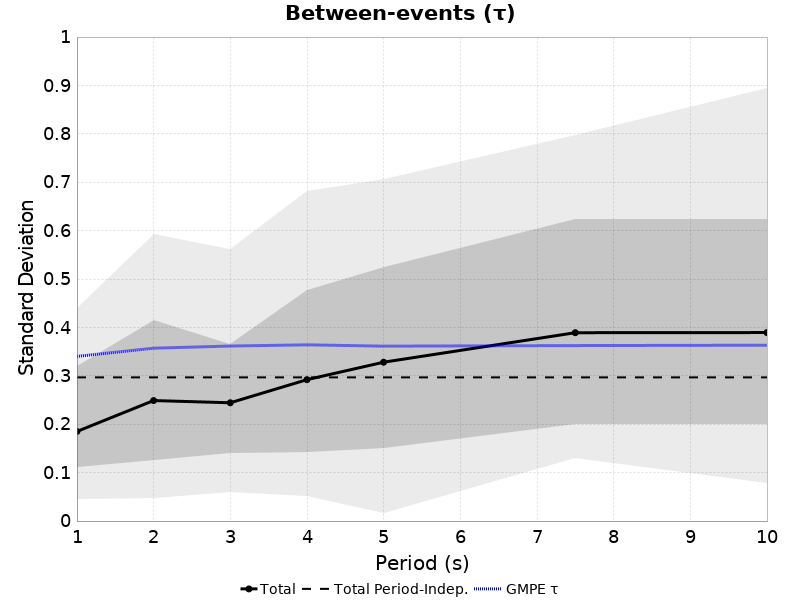 Between-events (τ)
Standard Deviation
1
0.9
0.8
0.7
0.6
0.5
0.4
0.3
0.2
0.1
0
1 2 3 4 5 6 7 8 9 10
Period (s)
Total Total Period-Indep. GMPE τ